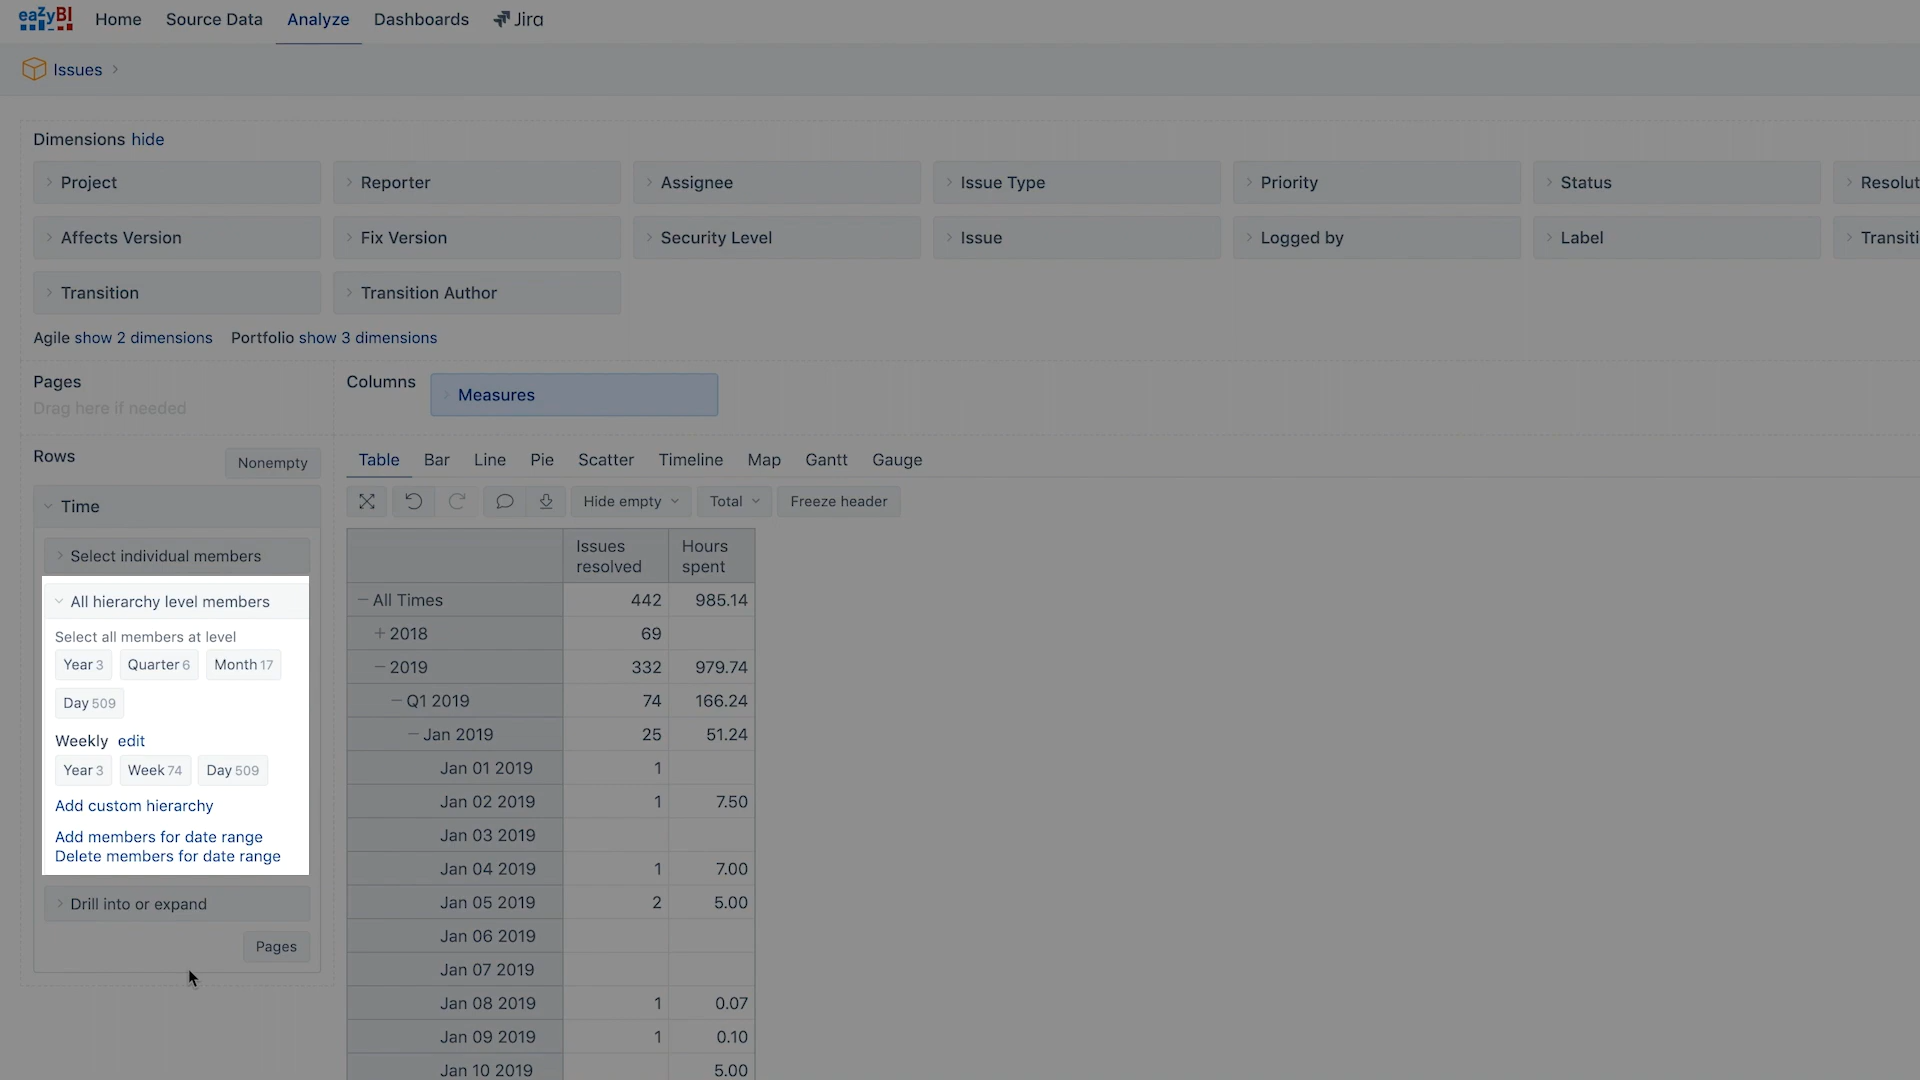 eazyBI Home Source Data Analyze Dashboards Jira
Issues
Dimensions hide
Project Reporter Assignee Issue Type Priority Status Resolut
Affects Version Fix Version Security Level Issue Logged by Label Transiti
Transition Transition Author
Agile show 2 dimensions Portfolio show 3 dimensions
Pages
Drag here if needed
Columns Measures
Rows Nonempty
Time
Select individual members
All hierarchy level members
Select all members at level
Year 3 Quarter 6 Month 17
Day 509
Weekly edit
Year 3 Week 74 Day 509
Add custom hierarchy
Add members for date range
Delete members for date range
Drill into or expand
Pages
Table Bar Line Pie Scatter Timeline Map Gantt Gauge
Hide empty Total Freeze header
Issues resolved Hours spent
All Times 442 985.14
2018 69
2019 332 979.74
Q1 2019 74 166.24
Jan 2019 25 51.24
Jan 01 2019 1
Jan 02 2019 1 7.50
Jan 03 2019
Jan 04 2019 1 7.00
Jan 05 2019 2 5.00
Jan 06 2019
Jan 07 2019
Jan 08 2019 1 0.07
Jan 09 2019 1 0.10
Jan 10 2019 5.00